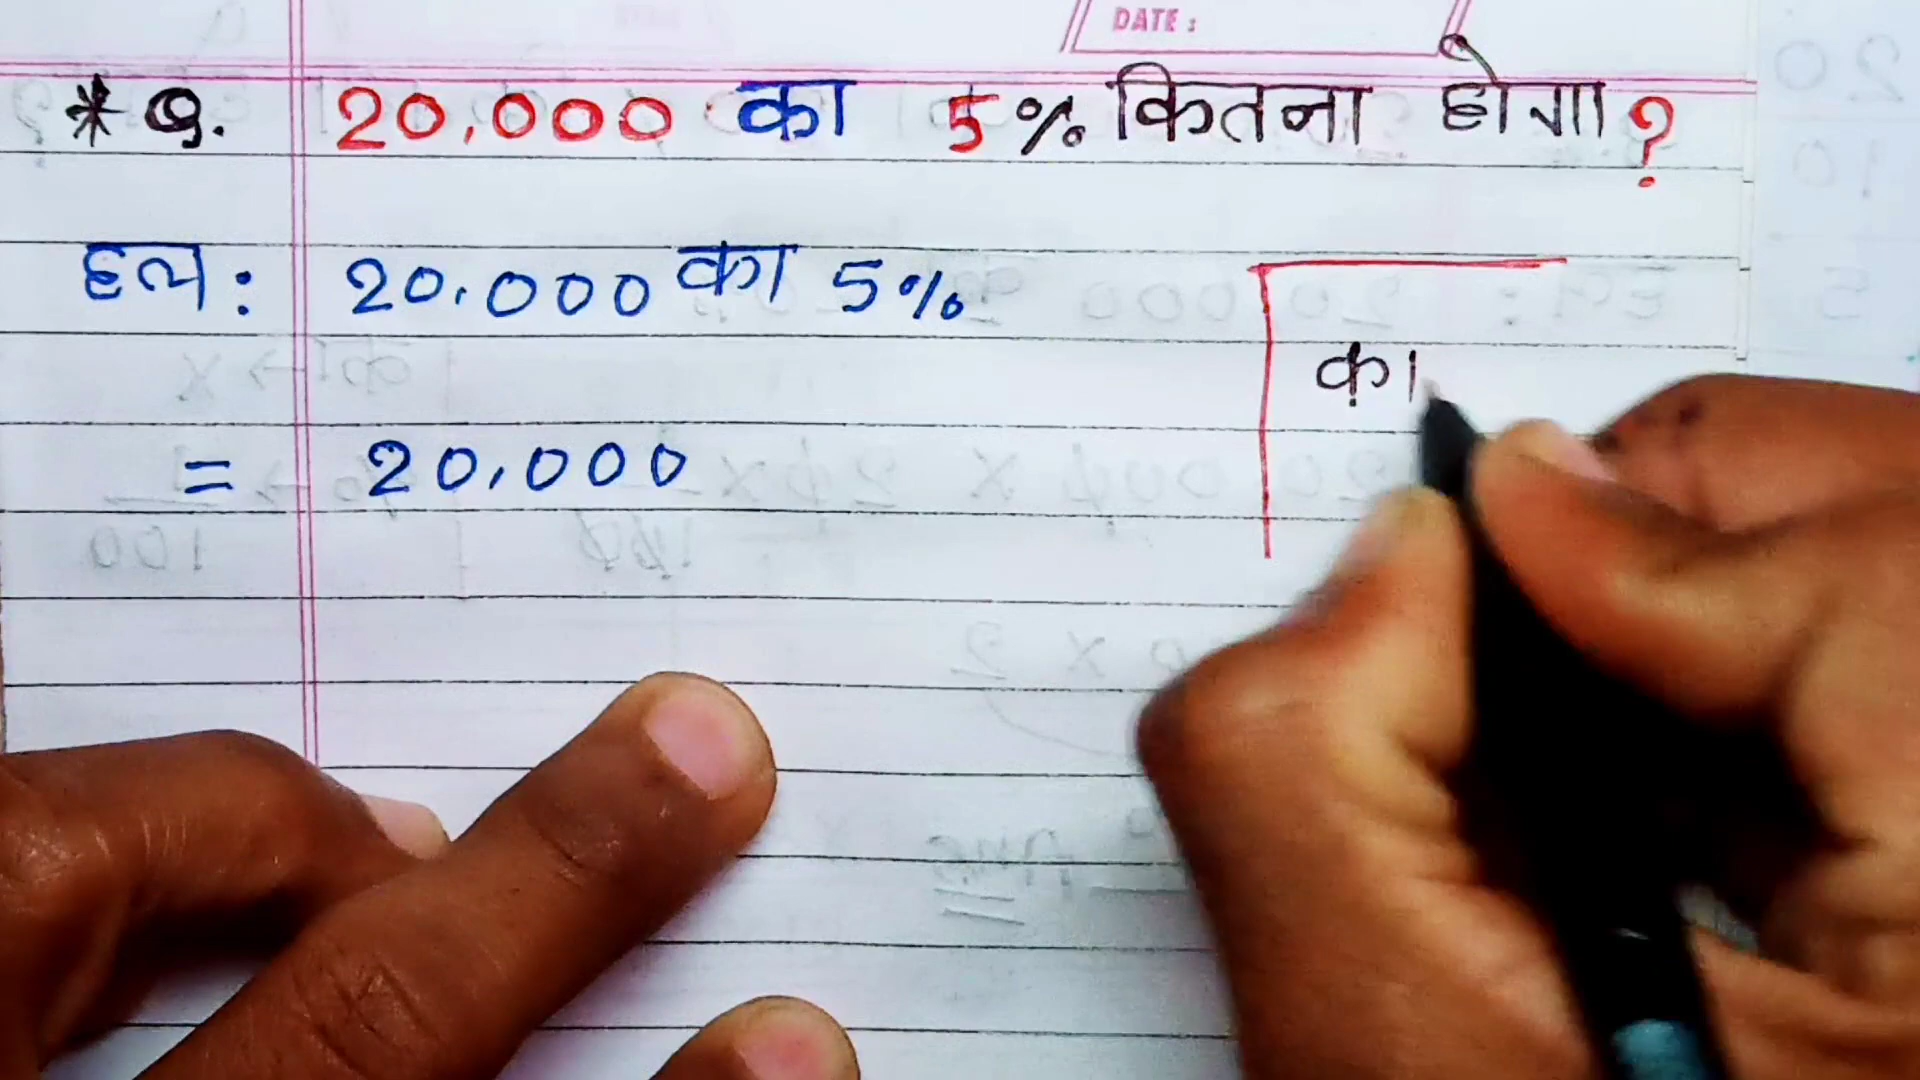 DATE :
* Q. 20,000 का 5% कितना होगा ?
हल : 20,000 का 5%
का
= 20,000